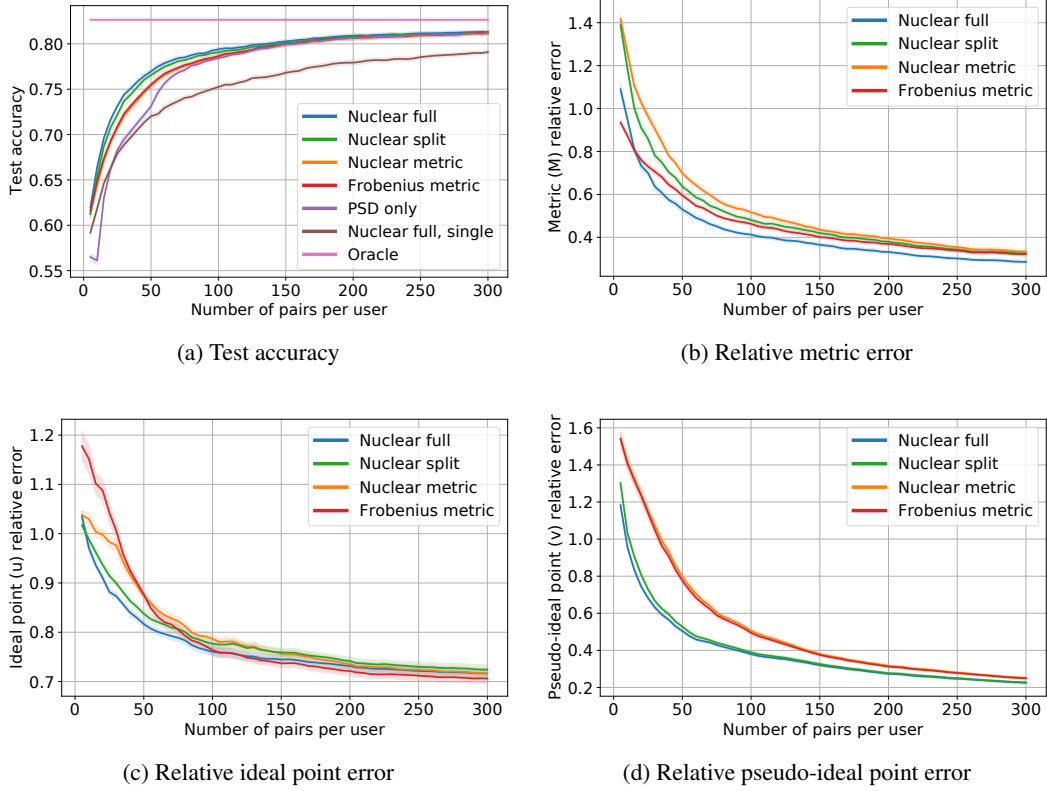 0.80
0.75
0.70
0.65
0.60
0.55
Test accuracy
Nuclear full
Nuclear split
Nuclear metric
Frobenius metric
PSD only
Nuclear full, single
Oracle
0 50 100 150 200 250 300
Number of pairs per user
(a) Test accuracy
1.4
1.2
1.0
0.8
0.6
0.4
Metric (M) relative error
Nuclear full
Nuclear split
Nuclear metric
Frobenius metric
0 50 100 150 200 250 300
Number of pairs per user
(b) Relative metric error
1.2
1.1
1.0
0.9
0.8
0.7
Ideal point (u) relative error
Nuclear full
Nuclear split
Nuclear metric
Frobenius metric
0 50 100 150 200 250 300
Number of pairs per user
(c) Relative ideal point error
1.6
1.4
1.2
1.0
0.8
0.6
0.4
0.2
Pseudo-ideal point (v) relative error
Nuclear full
Nuclear split
Nuclear metric
Frobenius metric
0 50 100 150 200 250 300
Number of pairs per user
(d) Relative pseudo-ideal point error